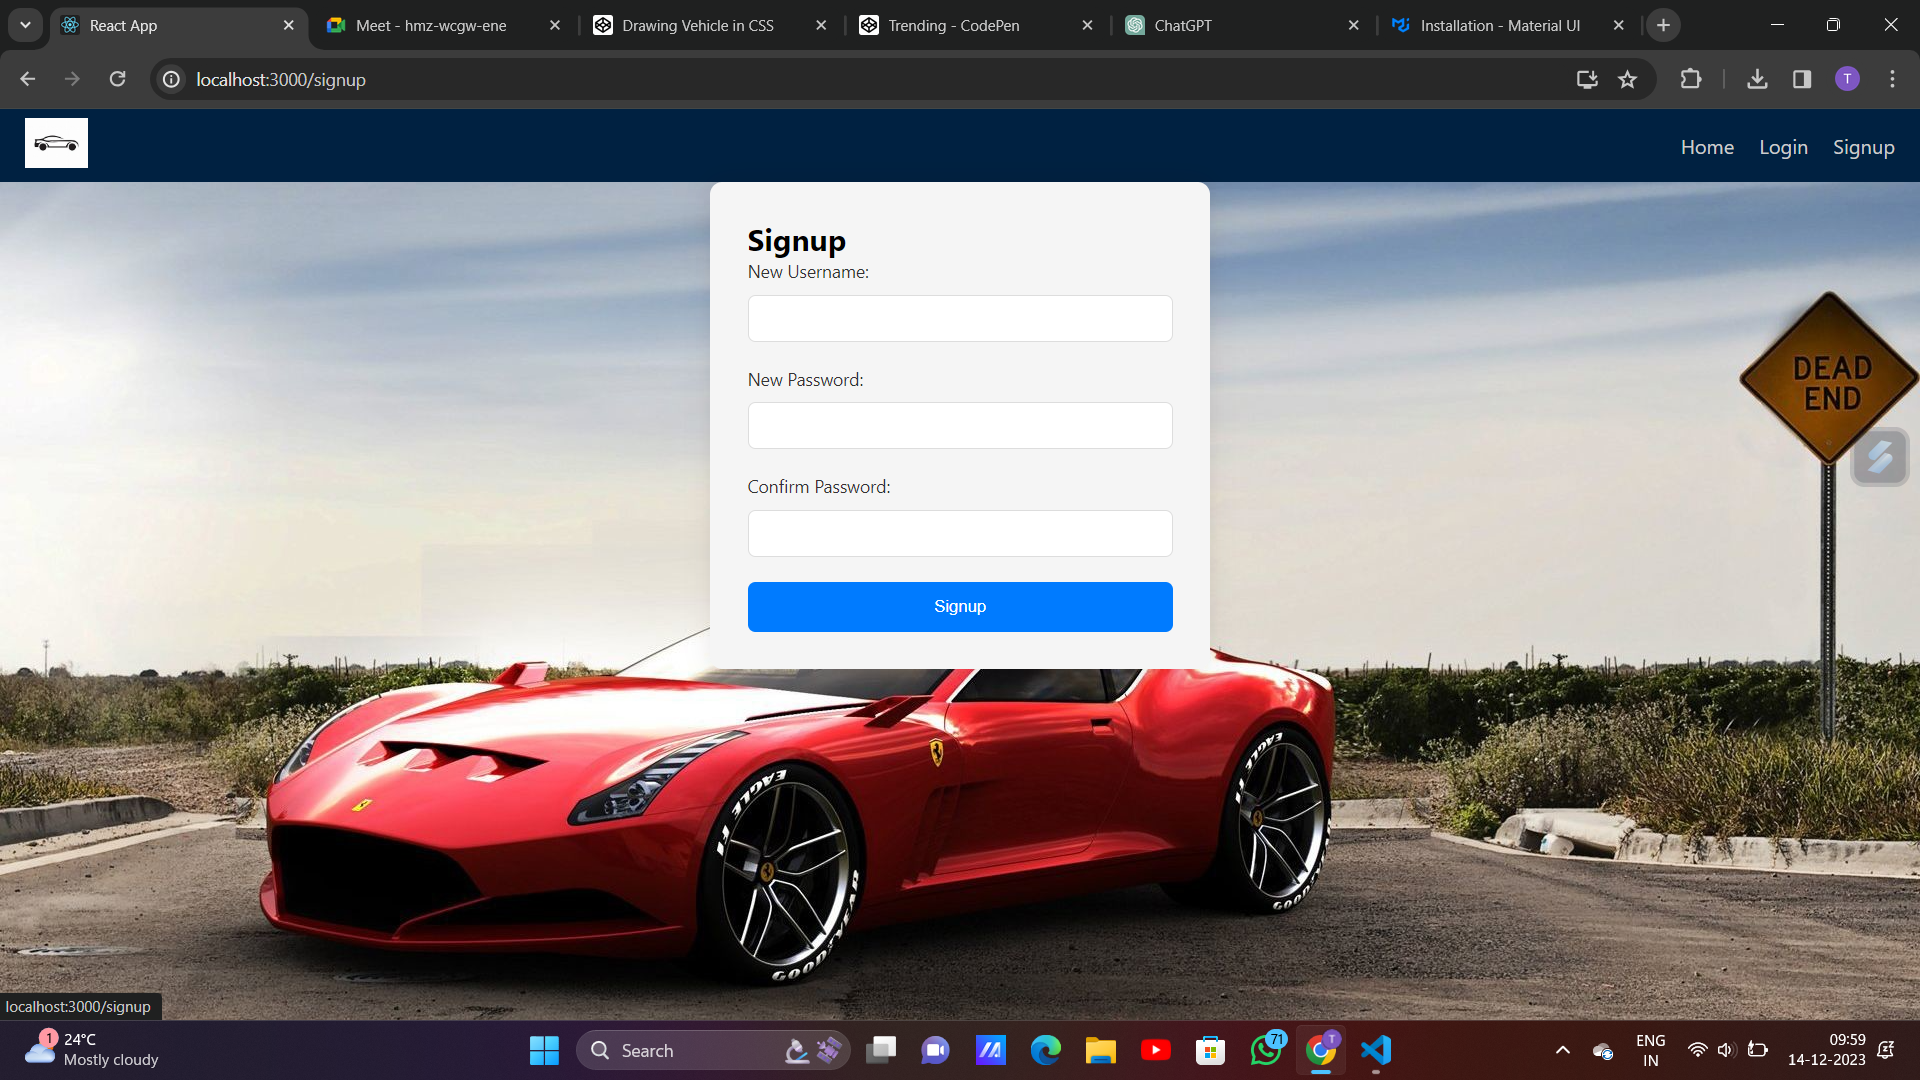 React App
Meet - hmz-wcgw-ene
Drawing Vehicle in CSS
Trending - CodePen
ChatGPT
Installation - Material UI
localhost:3000/signup
T
Home
Login
Signup
Signup
New Username:
New Password:
Confirm Password:
Signup
DEAD
END
EAGLE F1
GOODYEAR
EAGLE F1
localhost:3000/signup
1
24°C
Mostly cloudy
Search
71
T
ENG
IN
09:59
14-12-2023